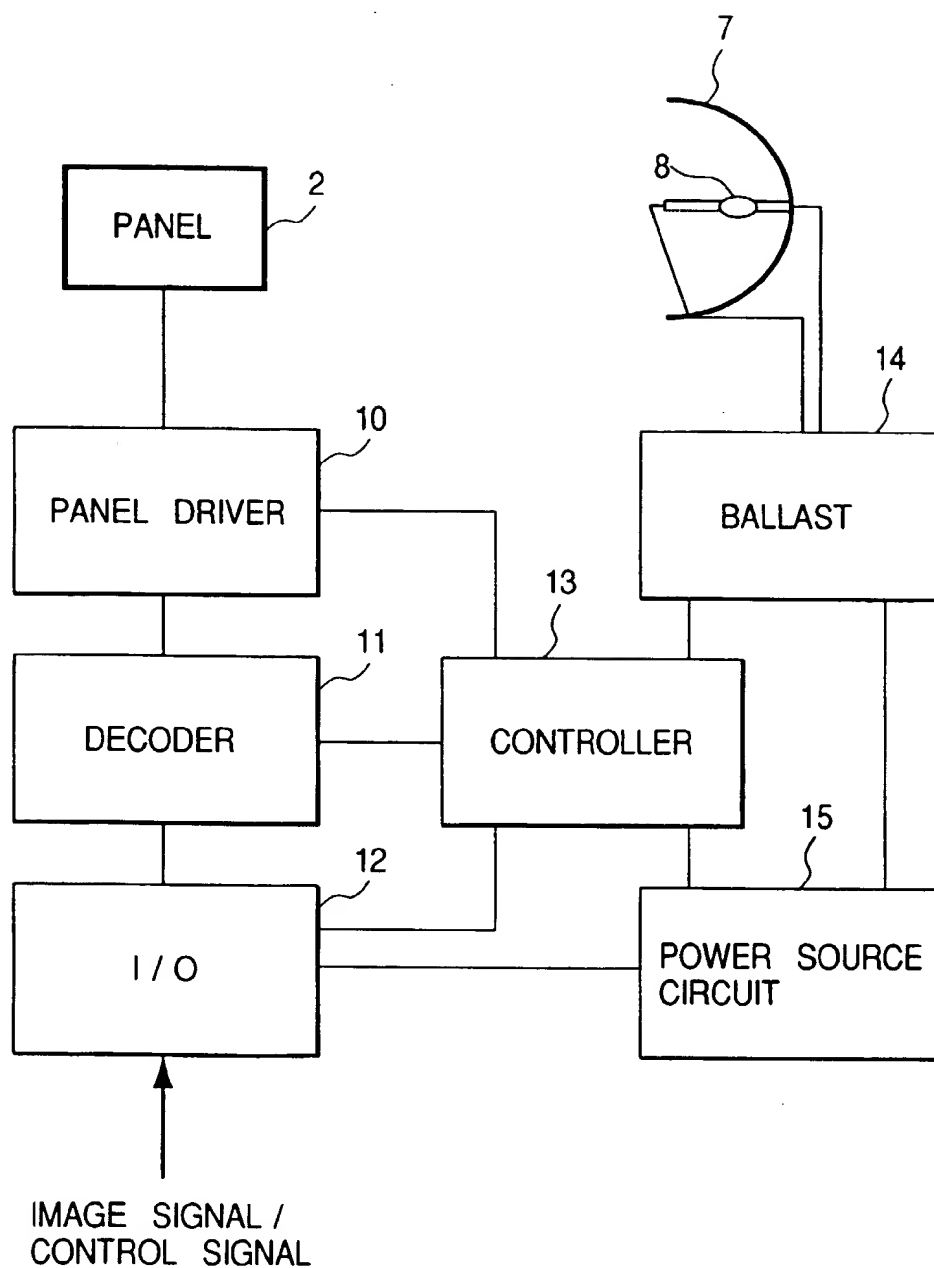 7
8
2
PANEL
14
10
PANEL DRIVER
BALLAST
13
11
DECODER
CONTROLLER
15
12
I / O
POWER SOURCE
CIRCUIT
IMAGE SIGNAL /
CONTROL SIGNAL